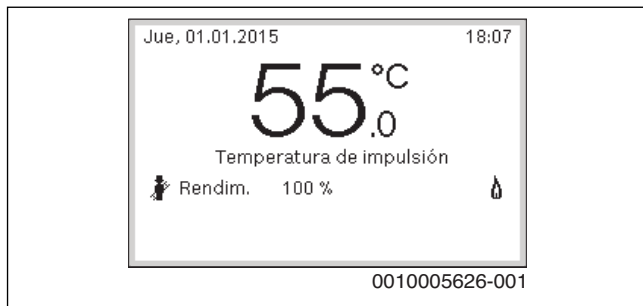 Jue, 01.01.2015 18:07
55.0 °C
Temperatura de impulsión
Rendim. 100 %
0010005626-001